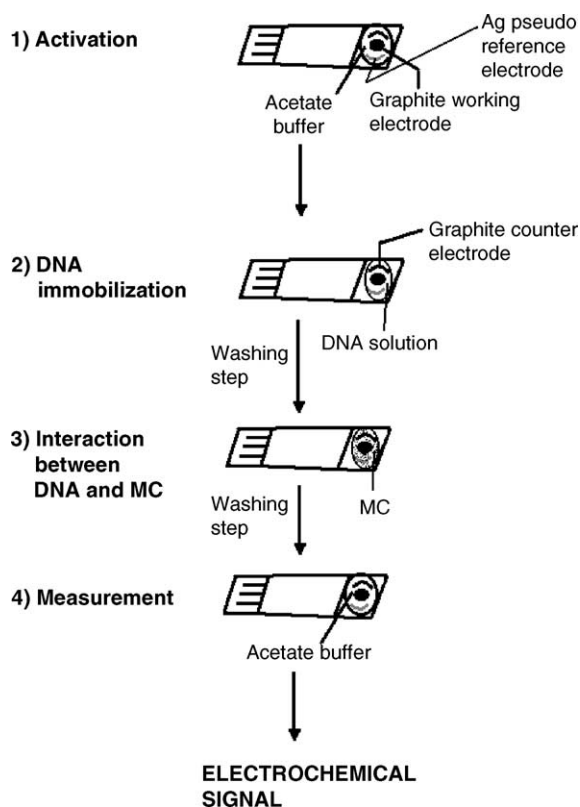 1) Activation
Ag pseudo
reference
electrode
Acetate
buffer
Graphite working
electrode
Graphite counter
electrode
2) DNA
immobilization
DNA solution
Washing
step
3) Interaction
between
DNA and MC
MC
Washing
step
4) Measurement
Acetate buffer
ELECTROCHEMICAL
SIGNAL